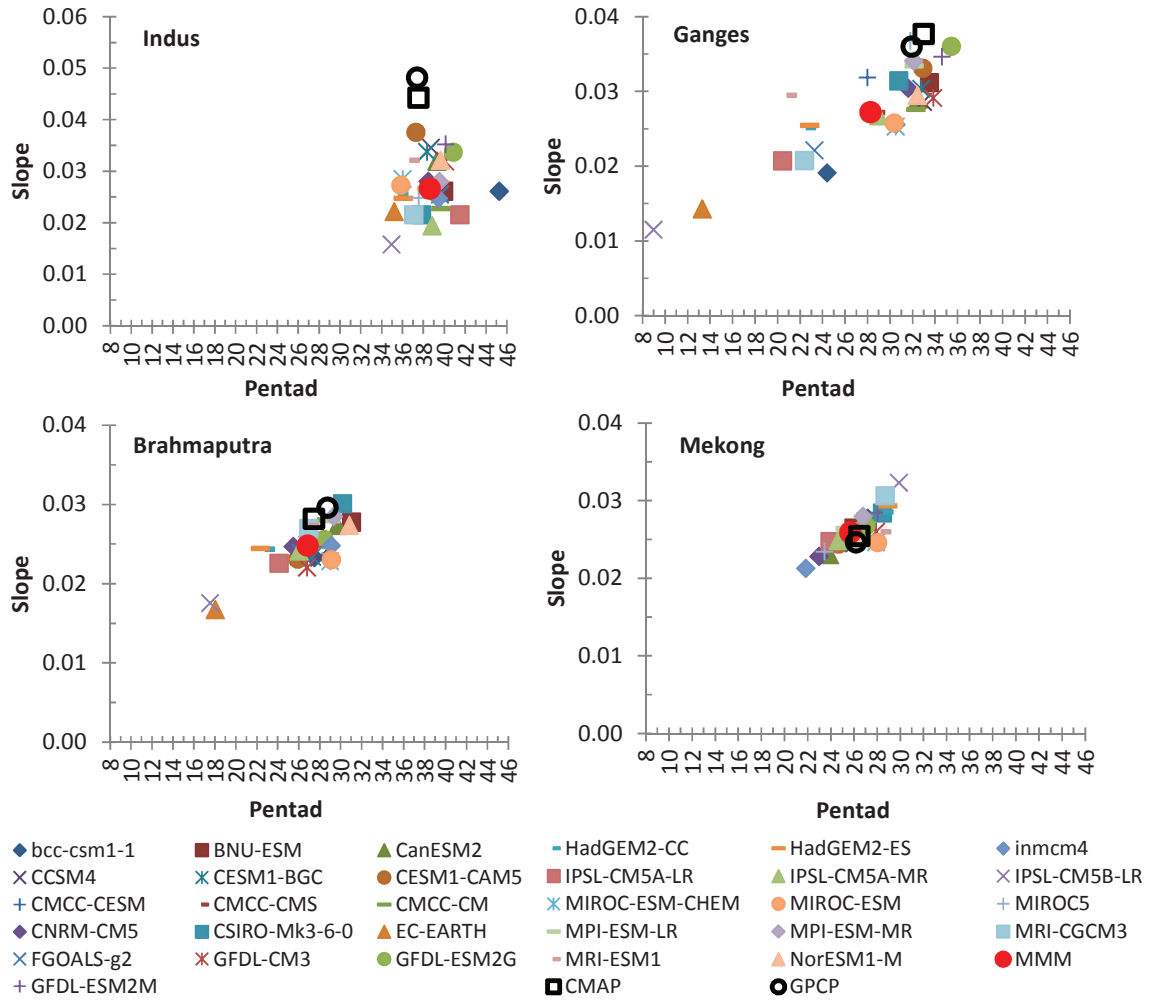 Indus
Slope
0.06
0.05
0.04
0.03
0.02
0.01
0.00
8 10 12 14 16 18 20 22 24 26 28 30 32 34 36 38 40 42 44 46
Pentad
Ganges
Slope
0.04
0.03
0.02
0.01
0.00
8 10 12 14 16 18 20 22 24 26 28 30 32 34 36 38 40 42 44 46
Pentad
Brahmaputra
Slope
0.04
0.03
0.02
0.01
0.00
8 10 12 14 16 18 20 22 24 26 28 30 32 34 36 38 40 42 44 46
Pentad
Mekong
Slope
0.04
0.03
0.02
0.01
0.00
8 10 12 14 16 18 20 22 24 26 28 30 32 34 36 38 40 42 44 46
Pentad
bcc-csm1-1 BNU-ESM CanESM2 HadGEM2-CC HadGEM2-ES inmcm4
CCSM4 CESM1-BGC CESM1-CAM5 IPSL-CM5A-LR IPSL-CM5A-MR IPSL-CM5B-LR
CMCC-CESM CMCC-CMS CMCC-CM MIROC-ESM-CHEM MIROC-ESM MIROC5
CNRM-CM5 CSIRO-Mk3-6-0 EC-EARTH MPI-ESM-LR MPI-ESM-MR MRI-CGCM3
FGOALS-g2 GFDL-CM3 GFDL-ESM2G MRI-ESM1 NorESM1-M MMM
GFDL-ESM2M CMAP GPCP